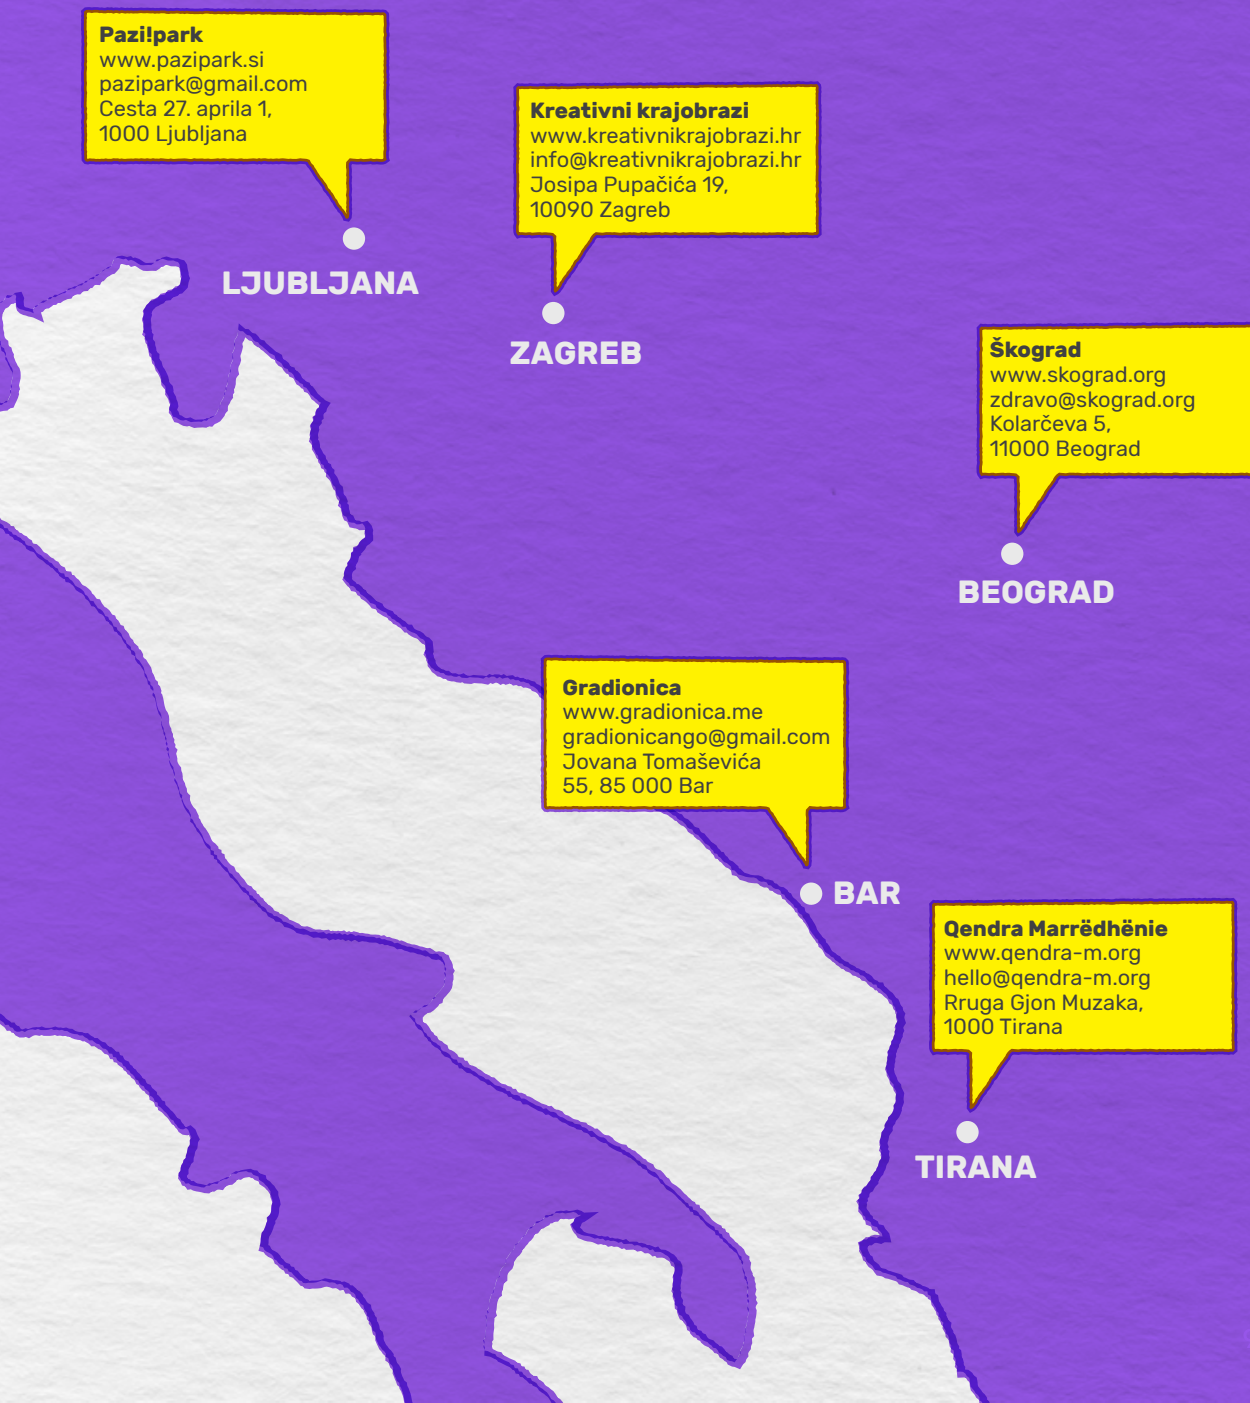 Pazi!park
www.pazipark.si
pazipark@gmail.com
Cesta 27. aprila 1,
1000 Ljubljana
LJUBLJANA
Kreativni krajobrazi
www.kreativnikrajobrazi.hr
info@kreativnikrajobrazi.hr
Josipa Pupačića 19,
10090 Zagreb
ZAGREB
Škograd
www.skograd.org
zdravo@skograd.org
Kolarčeva 5,
11000 Beograd
BEOGRAD
Gradionica
www.gradionica.me
gradionicango@gmail.com
Jovana Tomaševića
55, 85 000 Bar
BAR
Qendra Marrëdhënie
www.qendra-m.org
hello@qendra-m.org
Rruga Gjon Muzaka,
1000 Tirana
TIRANA